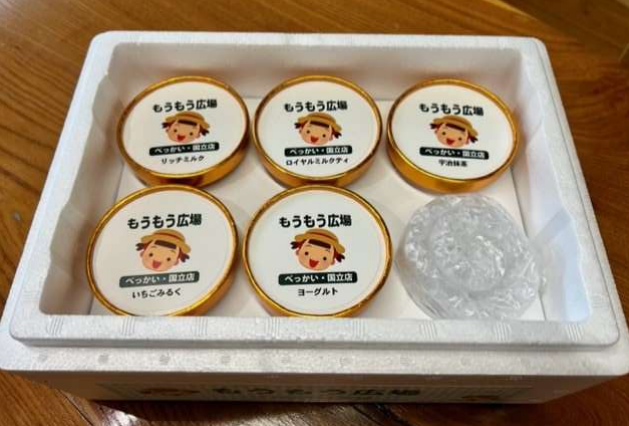 もうもう広場
べっかい・国立店
リッチミルク
もうもう広場
べっかい・国立店
ロイヤルミルクティ
もうもう広場
べっかい・国立店
宇治抹茶
もうもう広場
べっかい・国立店
いちごみるく
もうもう広場
べっかい・国立店
ヨーグルト
もうもう広場